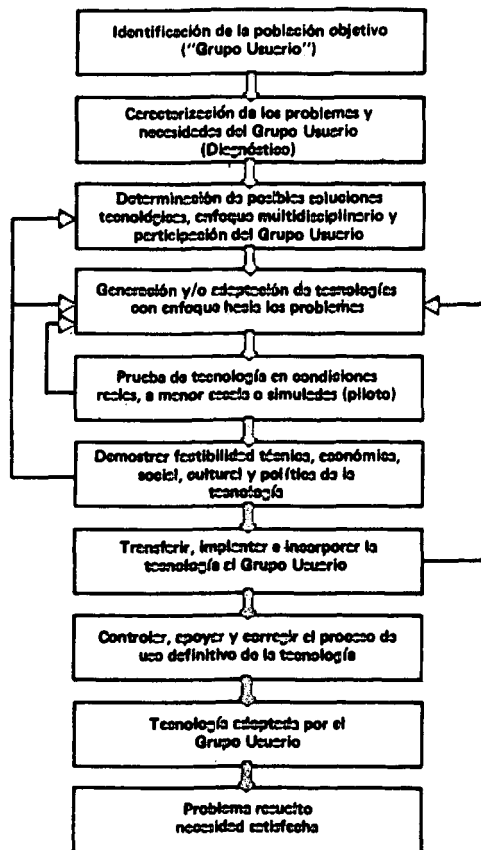 Identificación de la población objetivo
("Grupo Usuario")
Caracterización de los problemas y
necesidades del Grupo Usuario
(Diagnóstico)
Determinación de posibles soluciones
tecnológicas, enfoque multidisciplinario y
participación del Grupo Usuario
Generación y/o adaptación de tecnologías
con enfoque hacia los problemas
Prueba de tecnología en condiciones
reales, a menor escala o simuladas (piloto)
Demostrar factibilidad técnica, económica,
social, cultural y política de la
tecnología
Transferir, implantar e incorporar la
tecnología al Grupo Usuario
Controlar, apoyar y corregir el proceso de
uso definitivo de la tecnología
Tecnología adoptada por el
Grupo Usuario
Problema resuelto
necesidad satisfecha